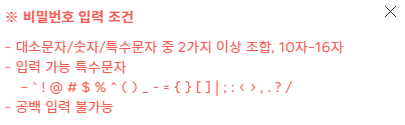 ※ 비밀번호 입력 조건
- 대소문자/숫자/특수문자 중 2가지 이상 조합, 10자~16자
- 입력 가능 특수문자
~ ` ! @ # $ % ^ ( ) _ - = { } [ ] | ; : < > , . ? /
- 공백 입력 불가능